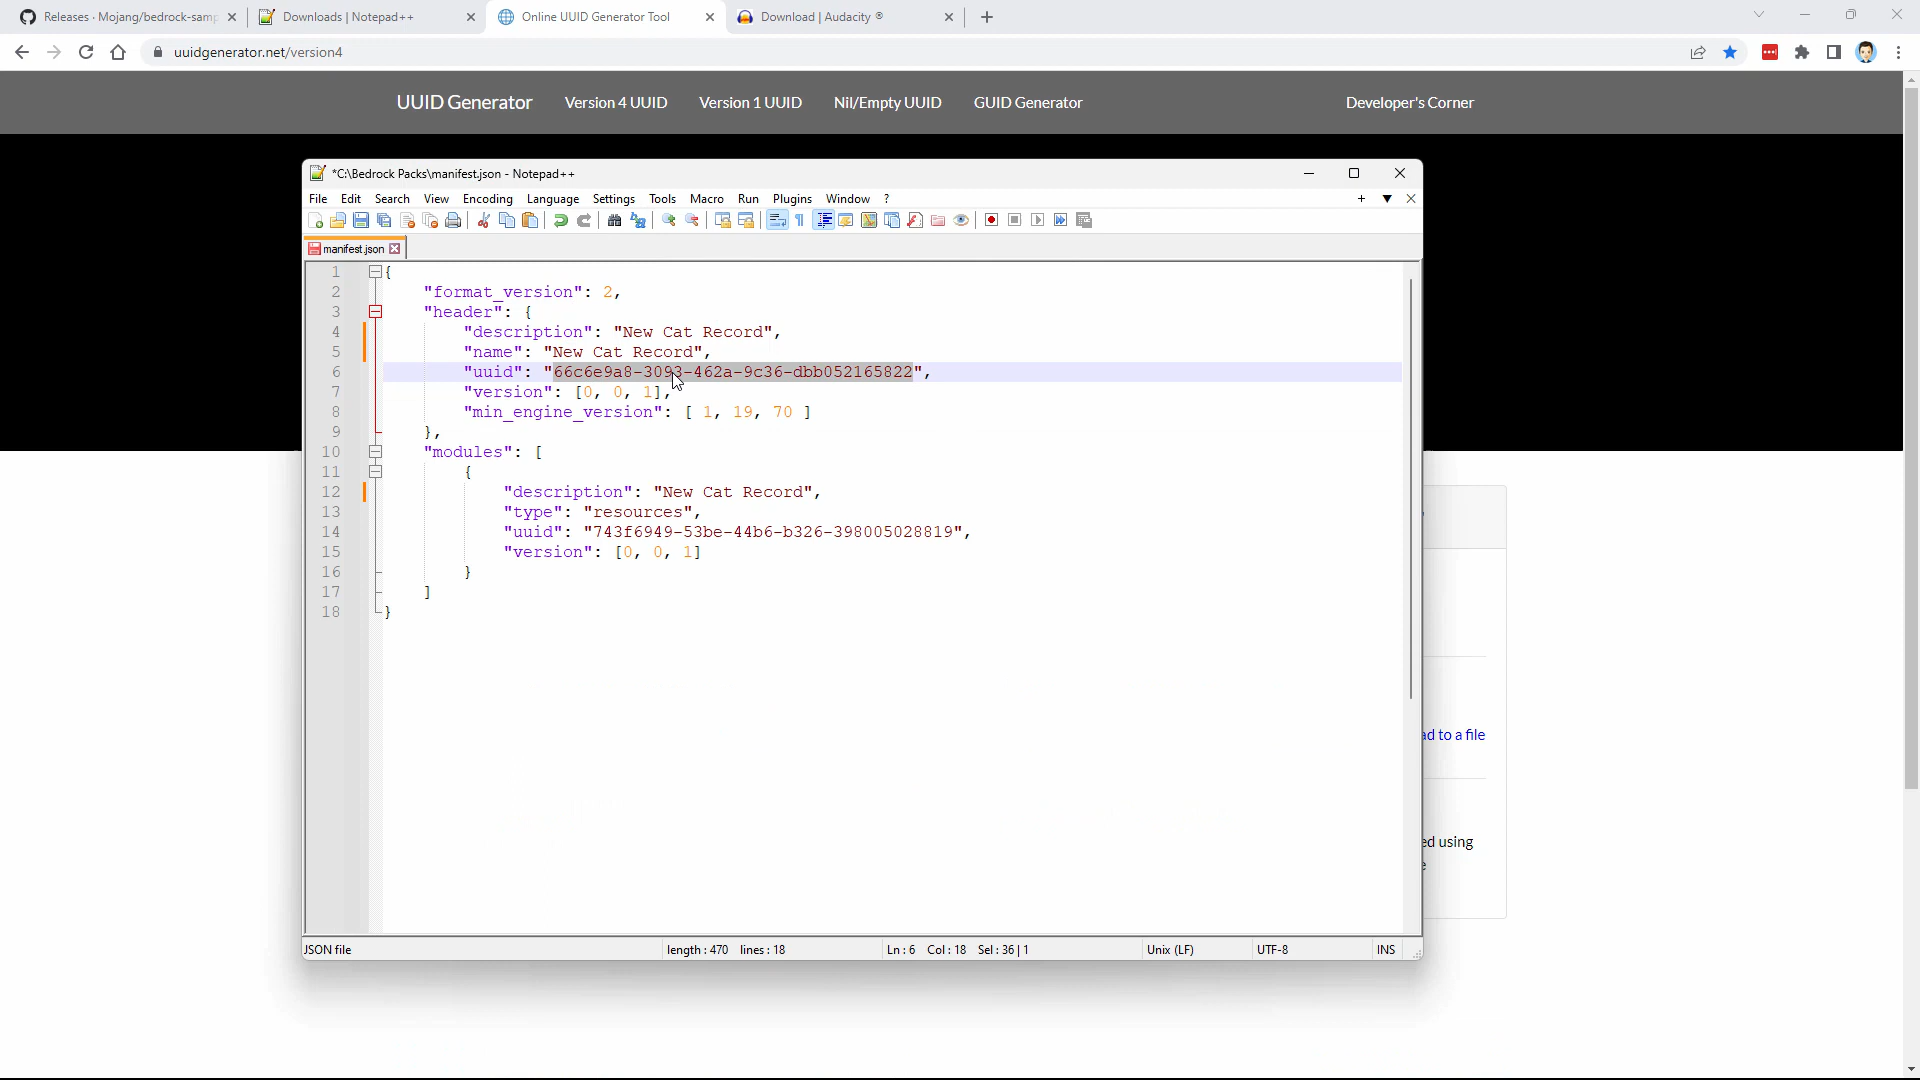 Releases · Mojang/bedrock-samp
Downloads | Notepad++
Online UUID Generator Tool
Download | Audacity ®
uuidgenerator.net/version4
UUID Generator
Version 4 UUID
Version 1 UUID
Nil/Empty UUID
GUID Generator
Developer's Corner
*C:\Bedrock Packs\manifest.json - Notepad++
File Edit Search View Encoding Language Settings Tools Macro Run Plugins Window ?
manifest.json
1 {
2 "format_version": 2,
3 "header": {
4 "description": "New Cat Record",
5 "name": "New Cat Record",
6 "uuid": "66c6e9a8-3093-462a-9c36-dbb052165822",
7 "version": [0, 0, 1],
8 "min_engine_version": [ 1, 19, 70 ]
9 },
10 "modules": [
11 {
12 "description": "New Cat Record",
13 "type": "resources",
14 "uuid": "743f6949-53be-44b6-b326-398005028819",
15 "version": [0, 0, 1]
16 }
17 ]
18 }
ad to a file
ed using
JSON file
length : 470 lines : 18
Ln : 6 Col : 18 Sel : 36 | 1
Unix (LF)
UTF-8
INS